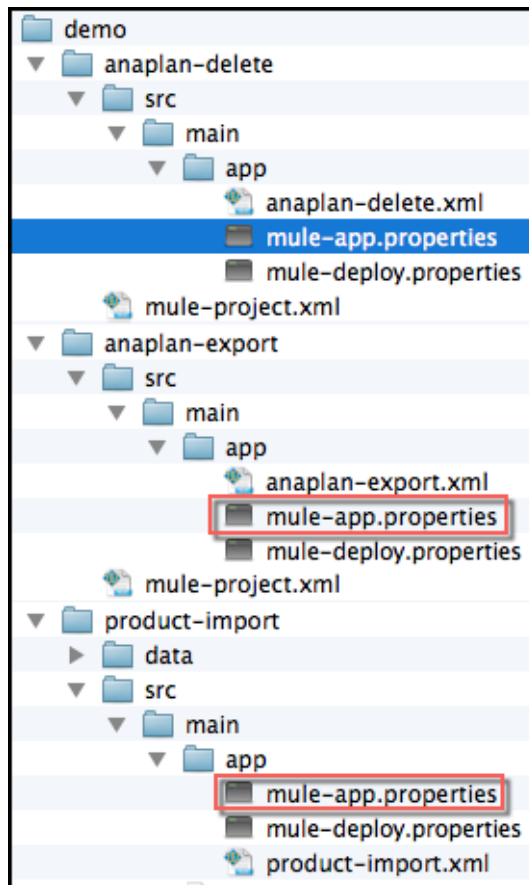 demo
anaplan-delete
src
main
app
anaplan-delete.xml
mule-app.properties
mule-deploy.properties
mule-project.xml
anaplan-export
src
main
app
anaplan-export.xml
mule-app.properties
mule-deploy.properties
mule-project.xml
product-import
data
src
main
app
mule-app.properties
mule-deploy.properties
product-import.xml